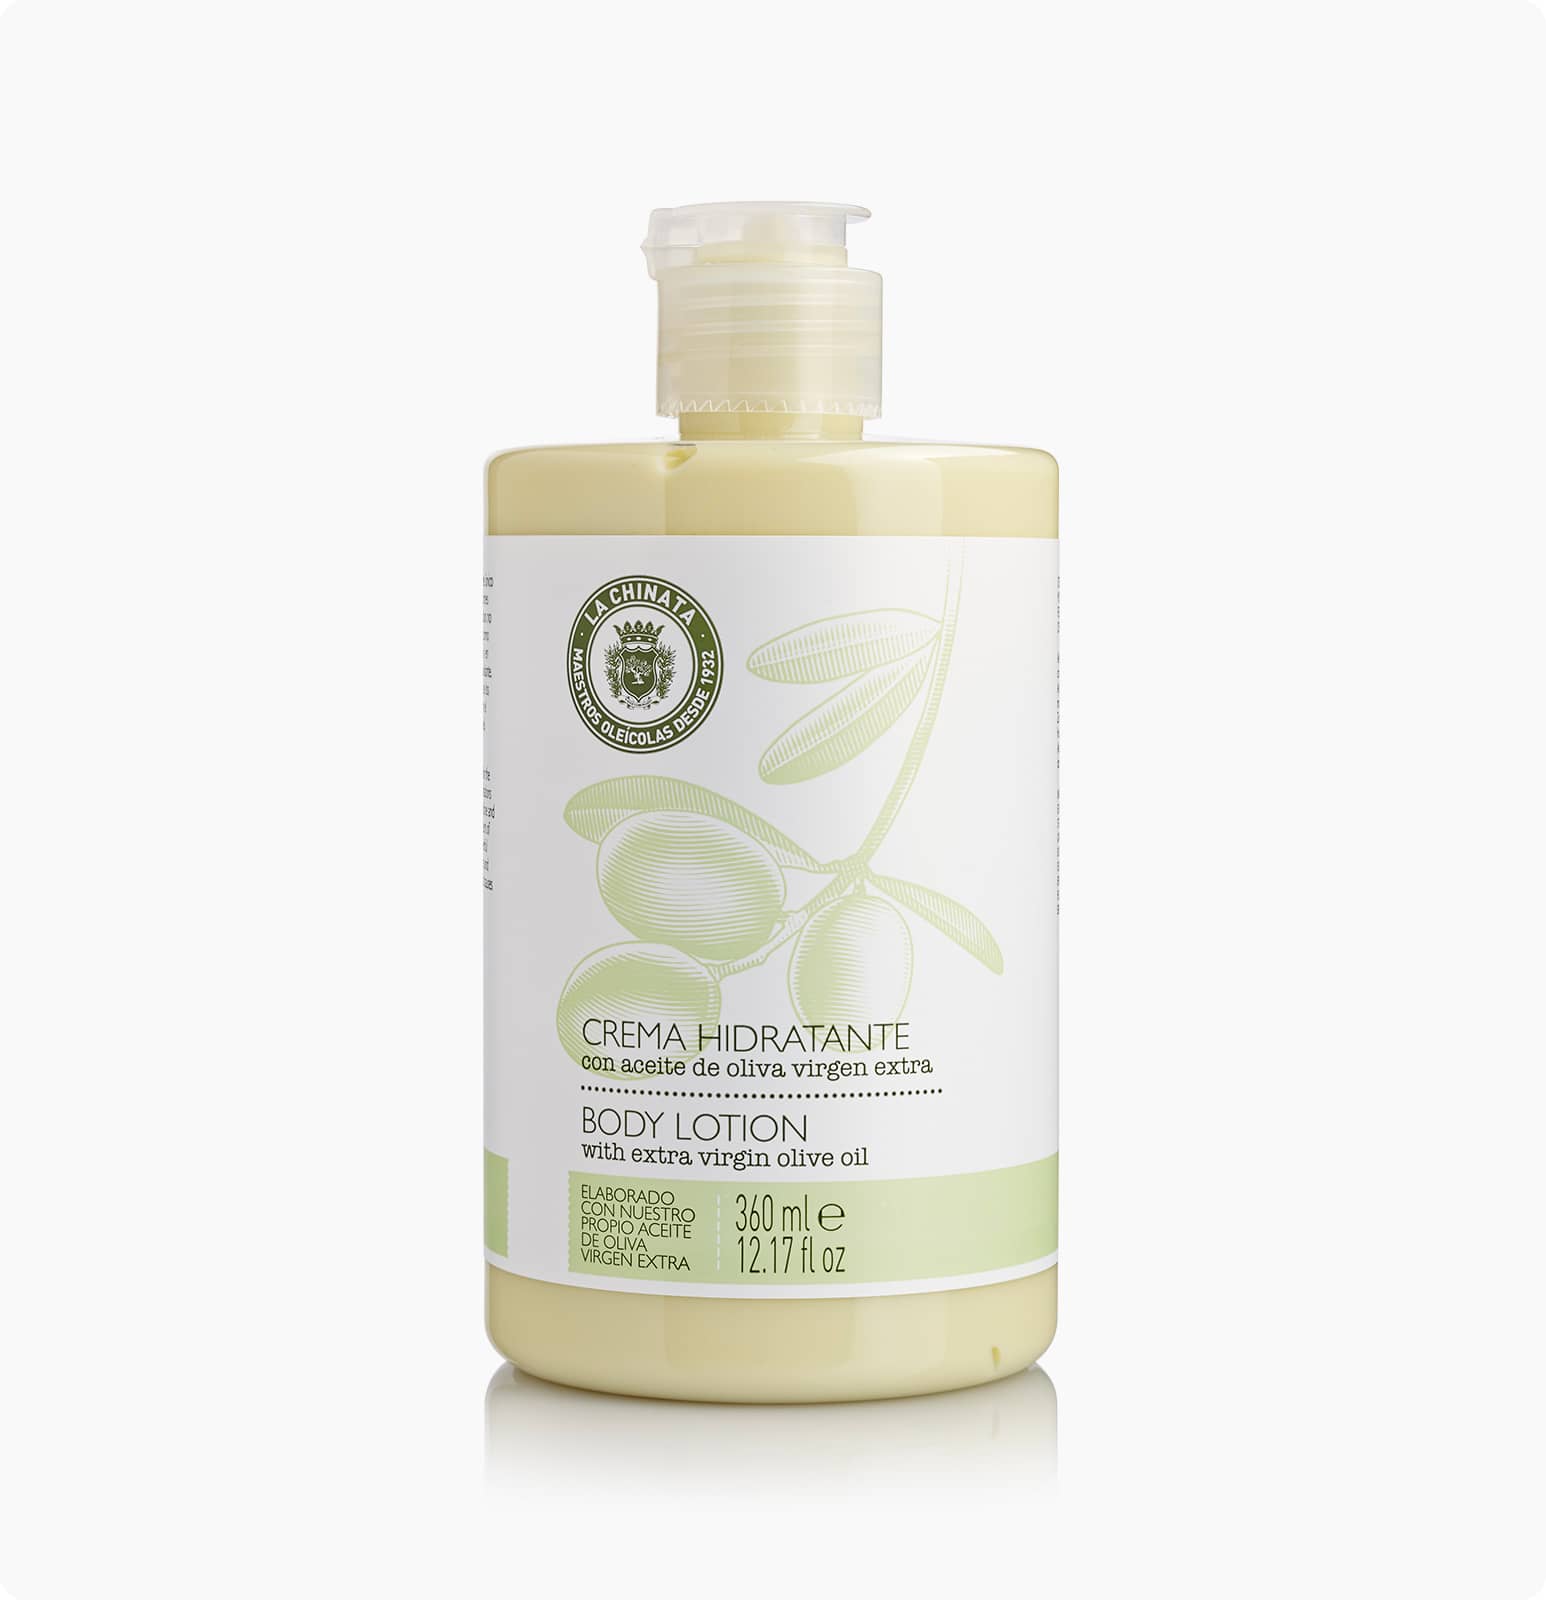 LA CHINATA
MAESTROS OLEÍCOLAS DESDE 1932
CREMA HIDRATANTE
con aceite de oliva virgen extra
BODY LOTION
with extra virgin olive oil
ELABORADO
CON NUESTRO
PROPIO ACEITE
DE OLIVA
VIRGEN EXTRA
360 ml e
12.17 fl oz